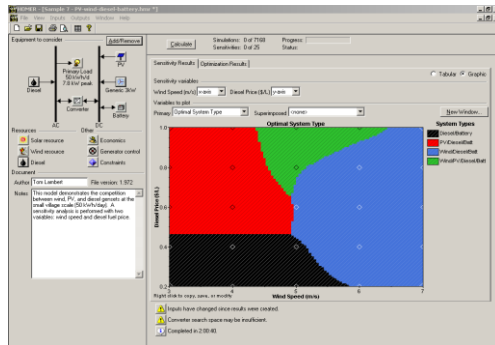 HOMER - [Sample 7 - PV-wind-diesel-battery.hmr *]
File View Inputs Outputs Window Help
Equipment to consider
Add/Remove
Calculate
Simulations: 0 of 7168
Progress:
Sensitivities: 0 of 25
Status:
Primary Load
50 kWh/d
7.8 kW peak
PV
Diesel
Generic 3kW
Converter
Battery
AC
DC
Resources
Other
Solar resource
Economics
Wind resource
Generator control
Diesel
Constraints
Document
Author Tom Lambert
File version: 1.972
Notes This model demonstrates the competition
between wind, PV, and diesel gensets at the
small village scale (50 kWh/day). A
sensitivity analysis is performed with two
variables: wind speed and diesel fuel price.
Sensitivity Results
Optimization Results
Tabular
Graphic
Sensitivity variables
Wind Speed (m/s) x-axis
Diesel Price ($/L) y-axis
Variables to plot
Primary: Optimal System Type
Superimposed: <none>
New Window...
Optimal System Type
System Types
Diesel/Battery
PV/Diesel/Batt
Wind/Diesel/Batt
Wind/PV/Diesel/Batt
Diesel Price ($/L)
1.0
0.8
0.6
0.4
0.2
3
4
5
6
7
Wind Speed (m/s)
Right click to copy, save, or modify
Inputs have changed since results were created.
Converter search space may be insufficient.
Completed in 2:00:40.